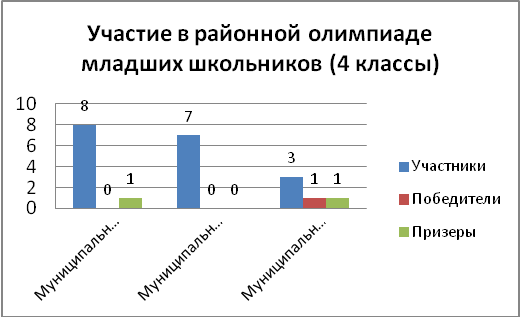 Участие в районной олимпиаде
младших школьников (4 классы)
10
8
6
4
2
0
8
0
1
7
0
0
3
1
1
Муниципальн...
Муниципальн...
Муниципальн...
Участники
Победители
Призеры